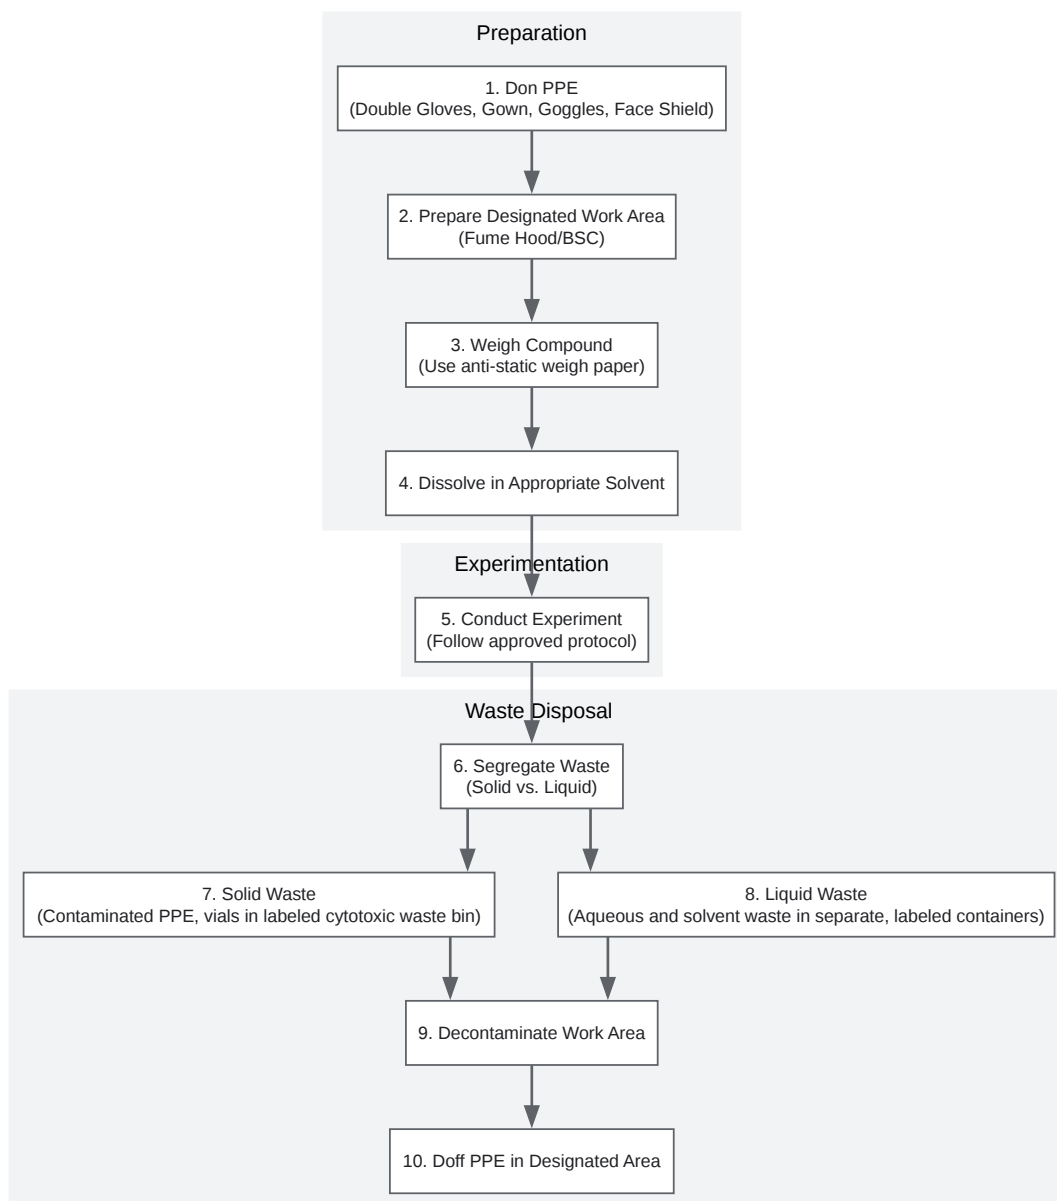 Preparation
1. Don PPE
(Double Gloves, Gown, Goggles, Face Shield)
2. Prepare Designated Work Area
(Fume Hood/BSC)
3. Weigh Compound
(Use anti-static weigh paper)
4. Dissolve in Appropriate Solvent
Experimentation
5. Conduct Experiment
(Follow approved protocol)
Waste Disposal
6. Segregate Waste
(Solid vs. Liquid)
7. Solid Waste
(Contaminated PPE, vials in labeled cytotoxic waste bin)
8. Liquid Waste
(Aqueous and solvent waste in separate, labeled containers)
9. Decontaminate Work Area
10. Doff PPE in Designated Area